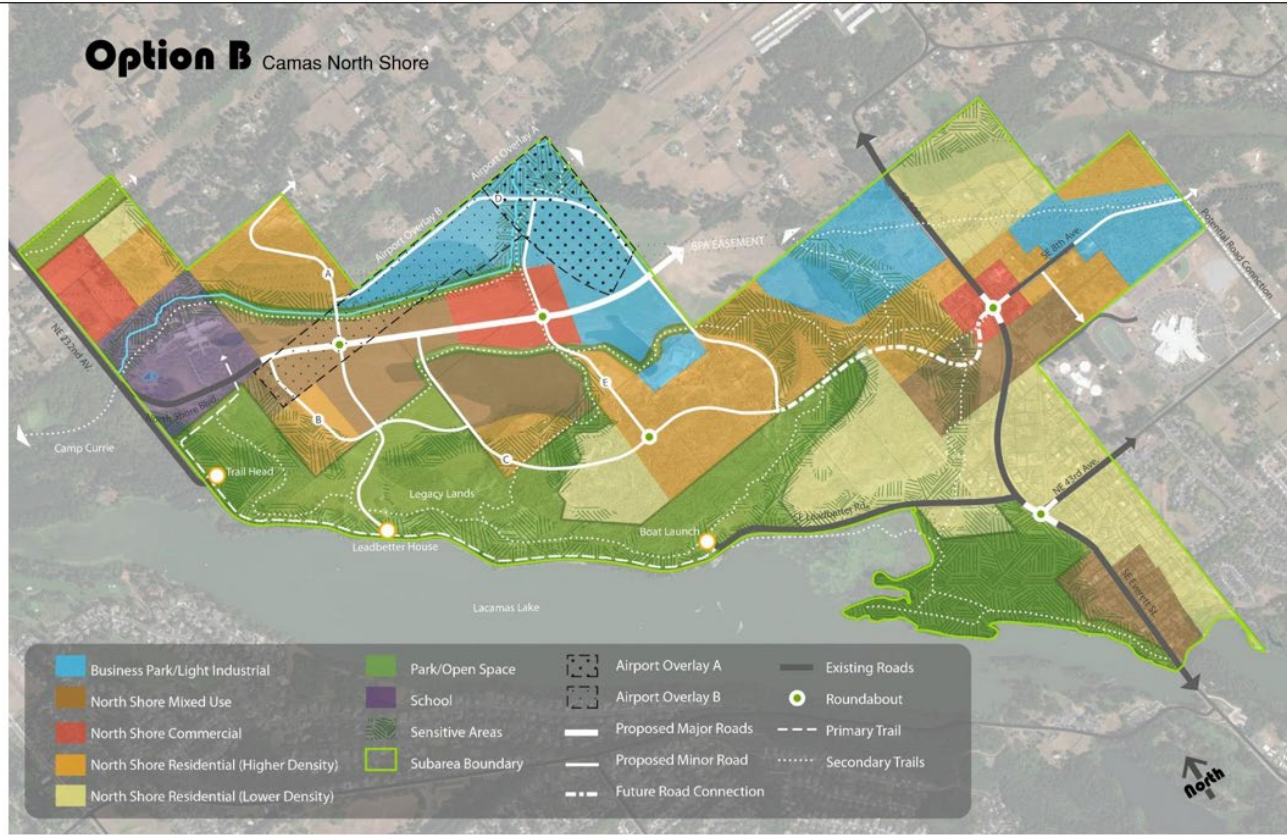 Option B Camas North Shore
Airport Overlay
Airport Overlay B
D
BPA EASEMENT
SE 8th Ave.
Potential Road Connection
A
NE 232nd AV.
North Shore Blvd.
B
E
C
Camp Currie
Trail Head
Legacy Lands
Leadbetter House
Boat Launch
SE Leadbetter Rd.
NE 43rd Ave.
SE Everett St.
Lacamas Lake
Business Park/Light Industrial
North Shore Mixed Use
North Shore Commercial
North Shore Residential (Higher Density)
North Shore Residential (Lower Density)
Park/Open Space
School
Sensitive Areas
Subarea Boundary
Airport Overlay A
Airport Overlay B
Proposed Major Roads
Proposed Minor Road
Future Road Connection
Existing Roads
Roundabout
Primary Trail
Secondary Trails
North